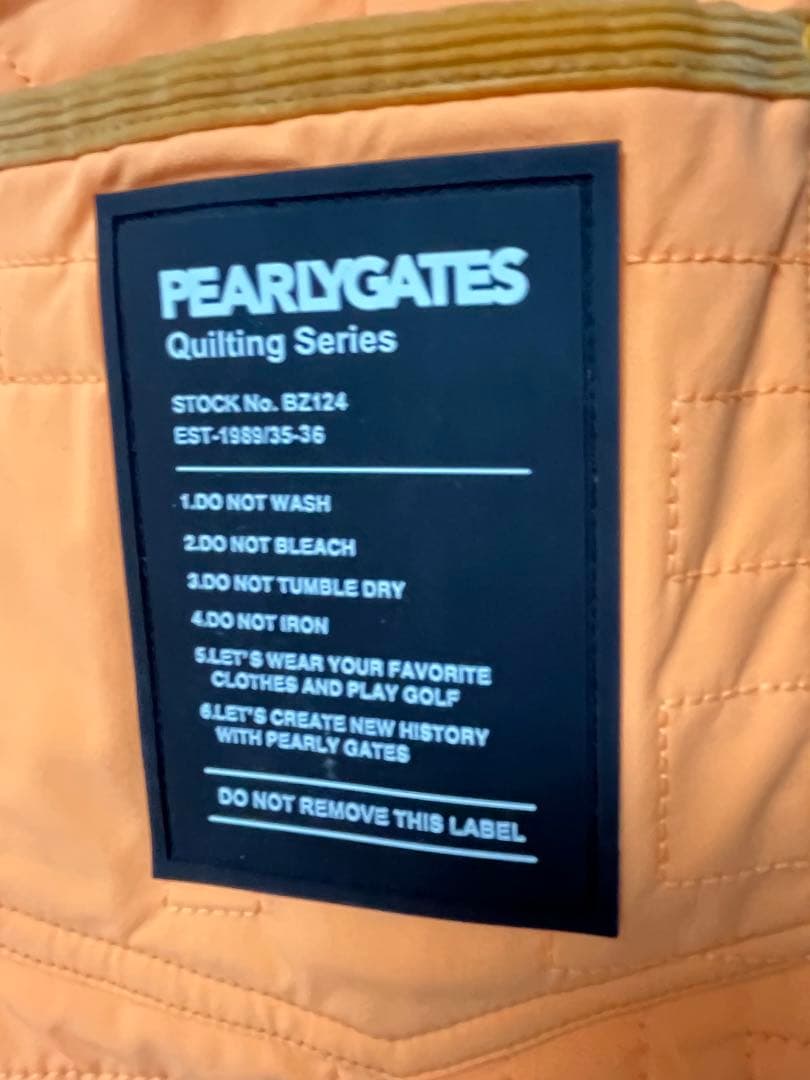 PEARLYGATES
Quilting Series
STOCK No. BZ124
EST-1989/35-36
1.DO NOT WASH
2.DO NOT BLEACH
3.DO NOT TUMBLE DRY
4.DO NOT IRON
5.LET'S WEAR YOUR FAVORITE
CLOTHES AND PLAY GOLF
6.LET'S CREATE NEW HISTORY
WITH PEARLY GATES
DO NOT REMOVE THIS LABEL